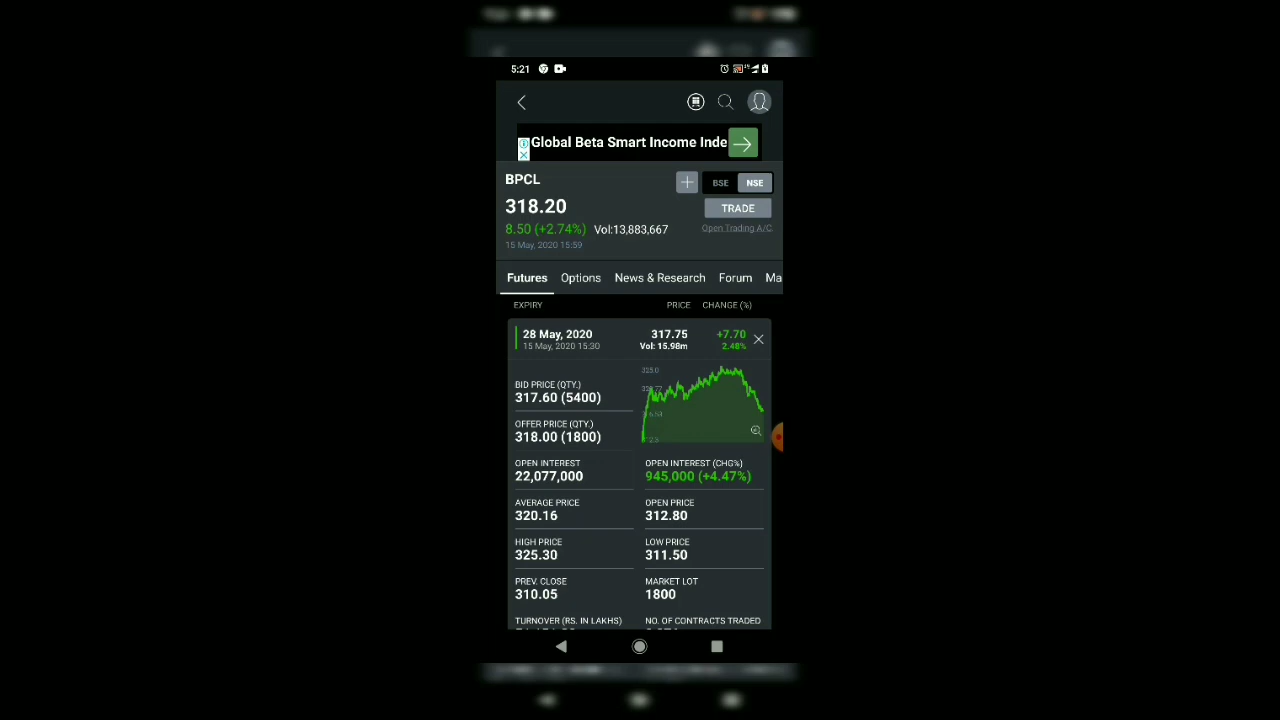 5:21
Global Beta Smart Income Inde
BPCL
BSE NSE
318.20
TRADE
8.50 (+2.74%) Vol:13,883,667
Open Trading A/C
15 May, 2020 15:59
Futures Options News & Research Forum Ma
EXPIRY PRICE CHANGE (%)
28 May, 2020 317.75 +7.70
15 May, 2020 15:30 Vol: 15.98m 2.48%
325.0
BID PRICE (QTY.)
317.60 (5400)
OFFER PRICE (QTY.)
318.00 (1800)
OPEN INTEREST OPEN INTEREST (CHG%)
22,077,000 945,000 (+4.47%)
AVERAGE PRICE OPEN PRICE
320.16 312.80
HIGH PRICE LOW PRICE
325.30 311.50
PREV. CLOSE MARKET LOT
310.05 1800
TURNOVER (RS. IN LAKHS) NO. OF CONTRACTS TRADED